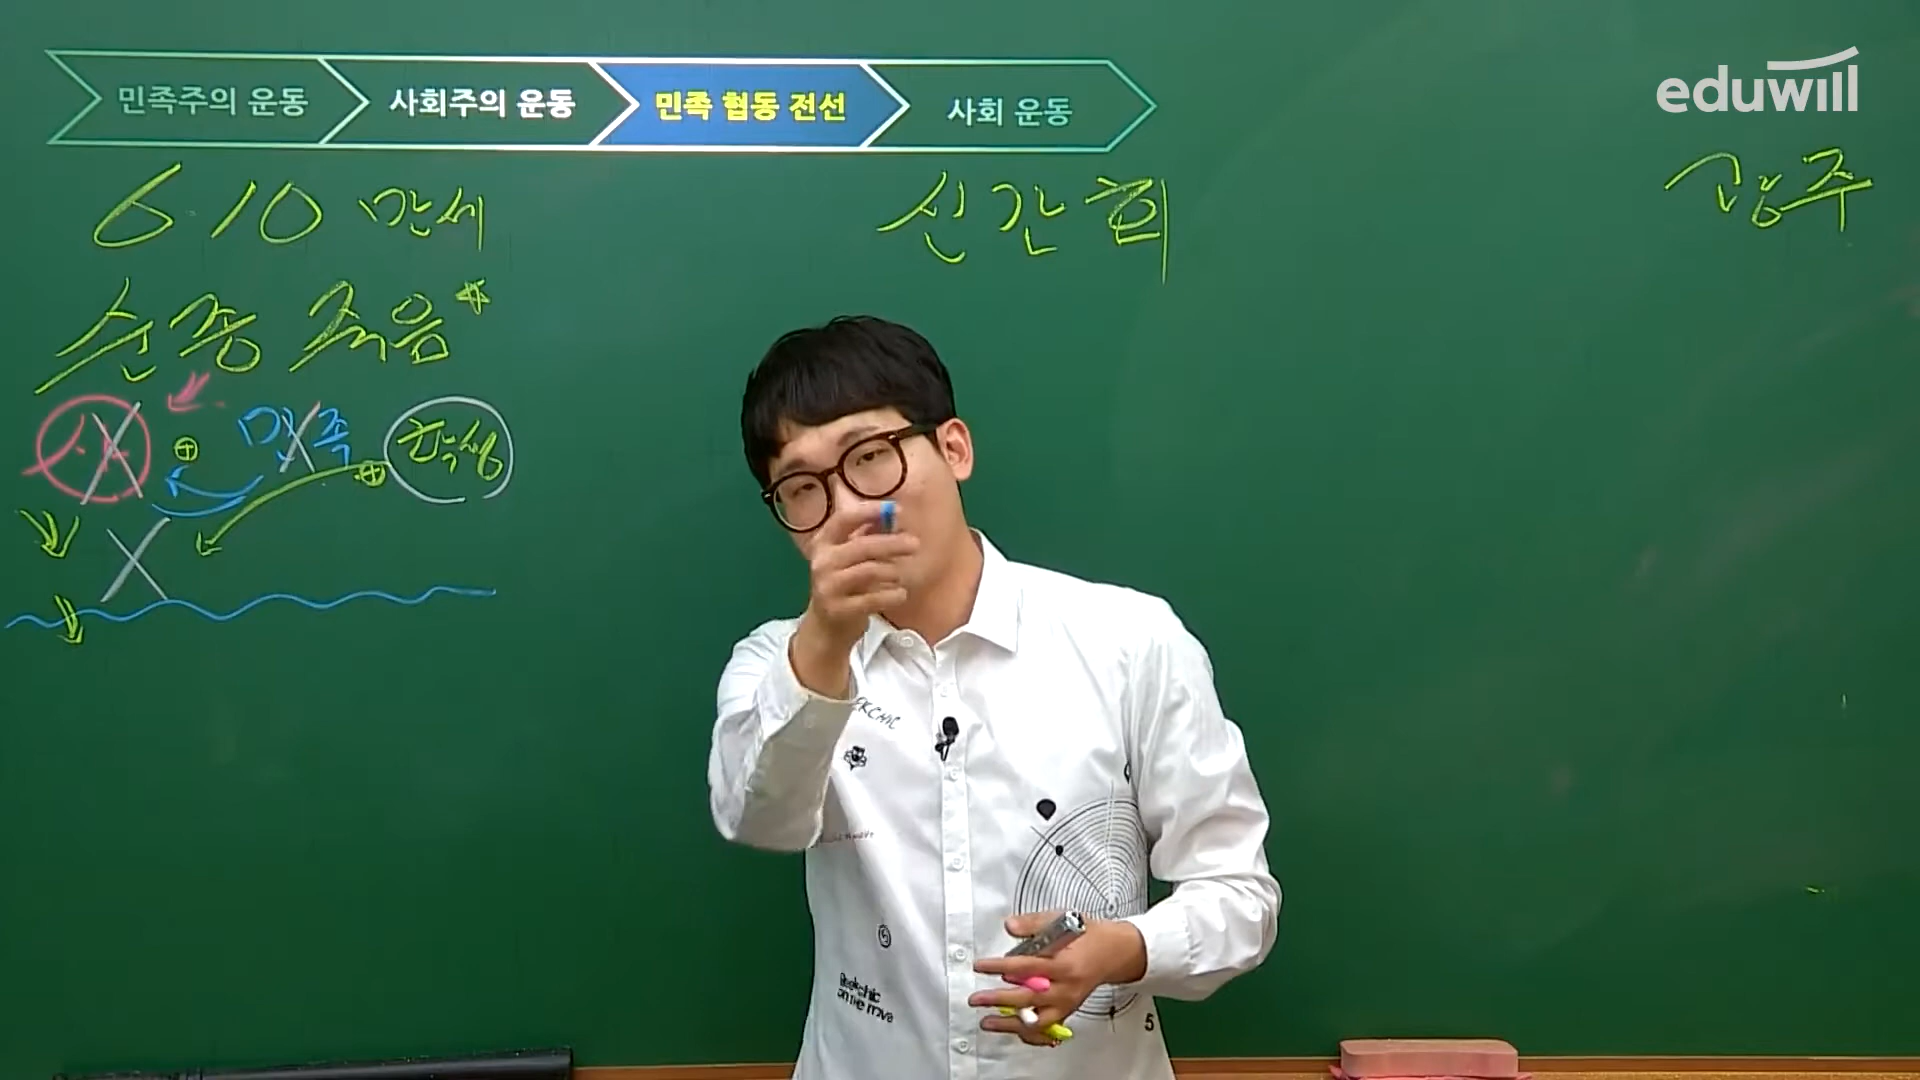 민족주의 운동 사회주의 운동 민족 협동 전선 사회 운동
eduwill
6.10 만세 신간회 광주
순종 죽음
사 민족 학생
5